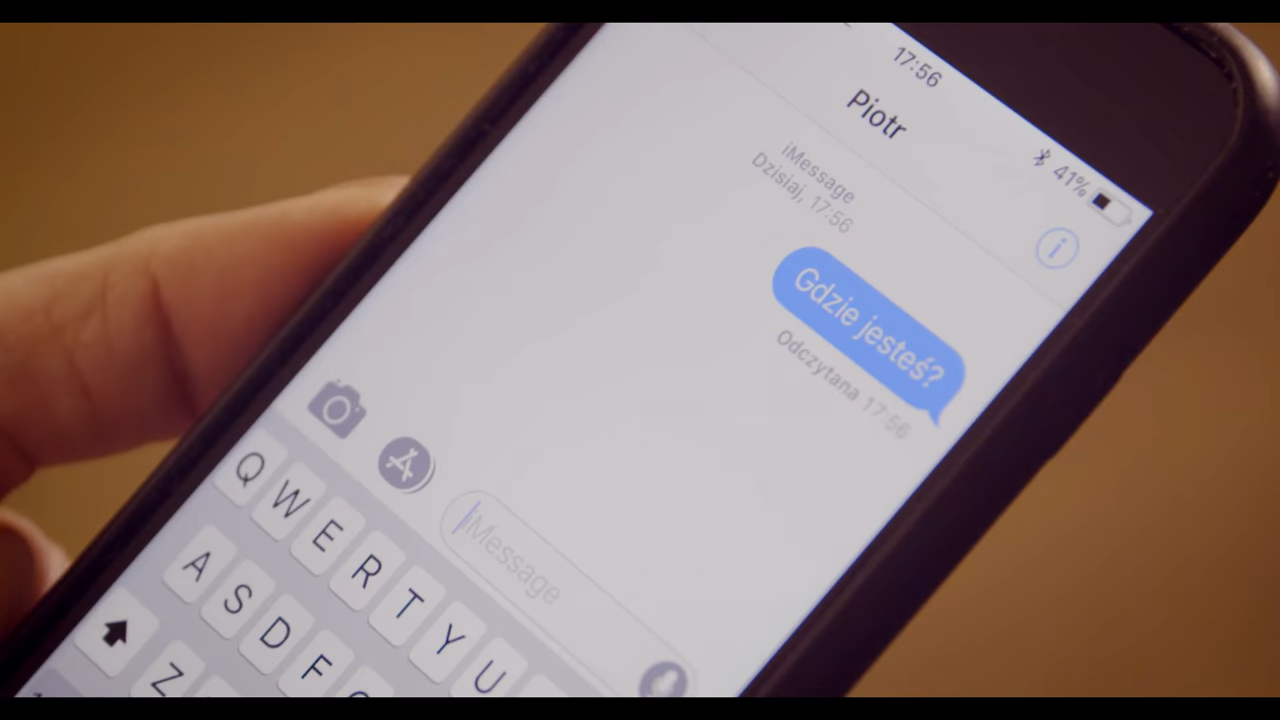 17:56
41%
Piotr
iMessage
Dzisiaj, 17:56
Gdzie jesteś?
Odczytana 17:56
iMessage
Q W E R T Y U
A S D F
Z